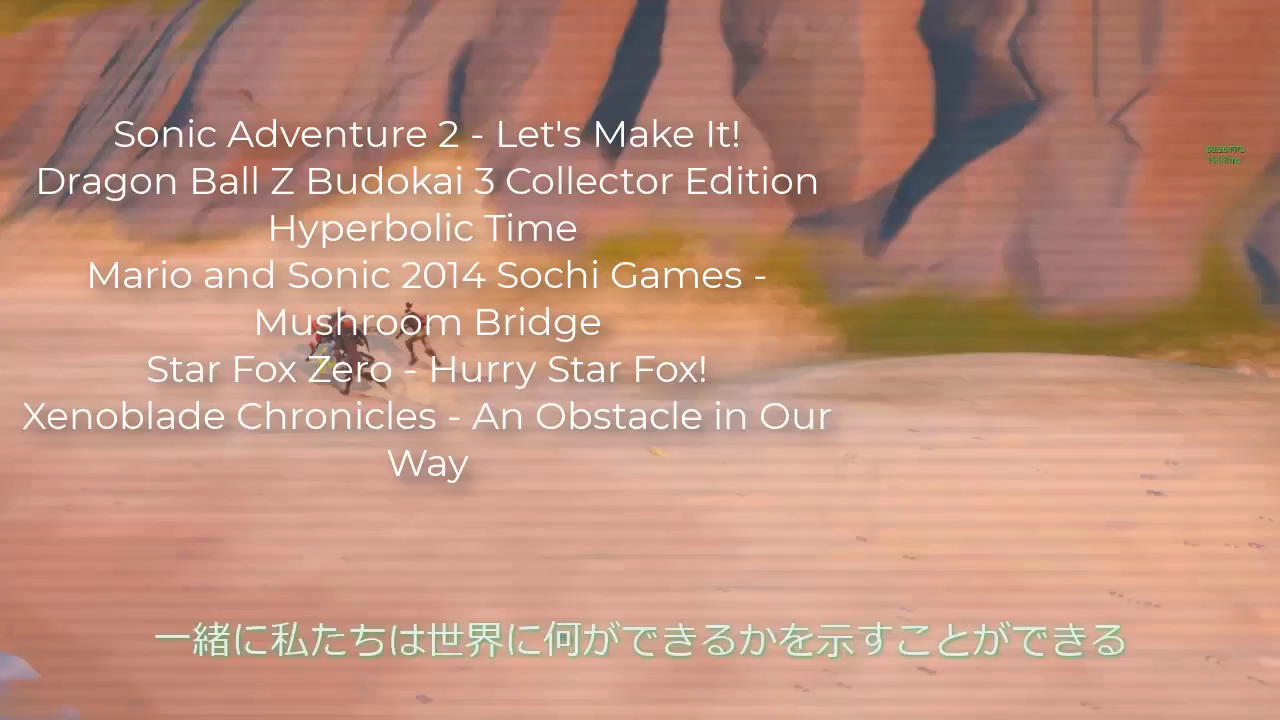 Sonic Adventure 2 - Let's Make It!
Dragon Ball Z Budokai 3 Collector Edition
Hyperbolic Time
Mario and Sonic 2014 Sochi Games -
Mushroom Bridge
Star Fox Zero - Hurry Star Fox!
Xenoblade Chronicles - An Obstacle in Our
Way
一緒に私たちは世界に何ができるかを示すことができる